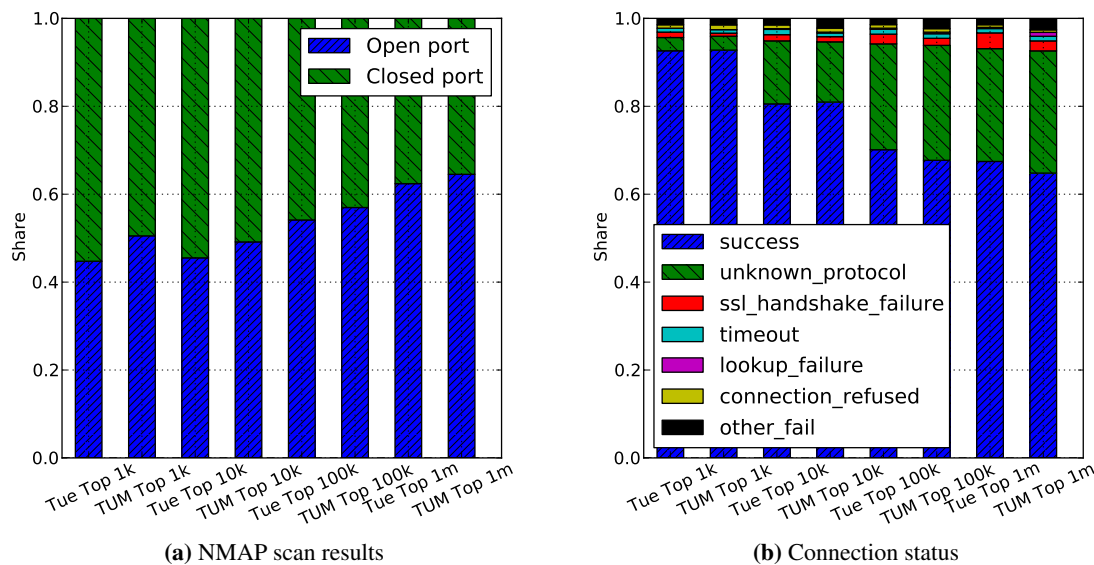 1.0
0.8
0.6
0.4
0.2
0.0
Share
Open port
Closed port
Tue Top 1k
TUM Top 1k
Tue Top 10k
TUM Top 10k
Tue Top 100k
TUM Top 100k
Tue Top 1m
TUM Top 1m
(a) NMAP scan results
1.0
0.8
0.6
0.4
0.2
0.0
Share
success
unknown_protocol
ssl_handshake_failure
timeout
lookup_failure
connection_refused
other_fail
Tue Top 1k
TUM Top 1k
Tue Top 10k
TUM Top 10k
Tue Top 100k
TUM Top 100k
Tue Top 1m
TUM Top 1m
(b) Connection status